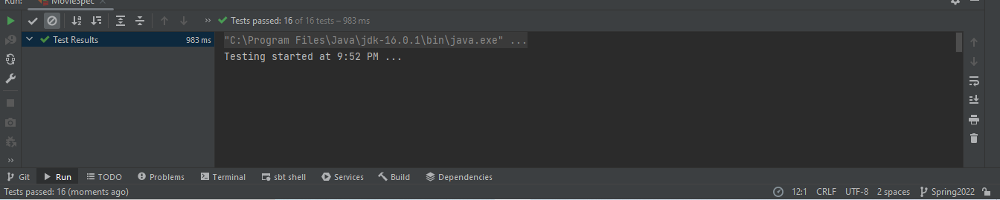 Run: MovieSpec
Tests passed: 16 of 16 tests – 983 ms
Test Results 983 ms
"C:\Program Files\Java\jdk-16.0.1\bin\java.exe" ...
Testing started at 9:52 PM ...
Git Run TODO Problems Terminal sbt shell Services Build Dependencies
Tests passed: 16 (moments ago) 12:1 CRLF UTF-8 2 spaces Spring2022